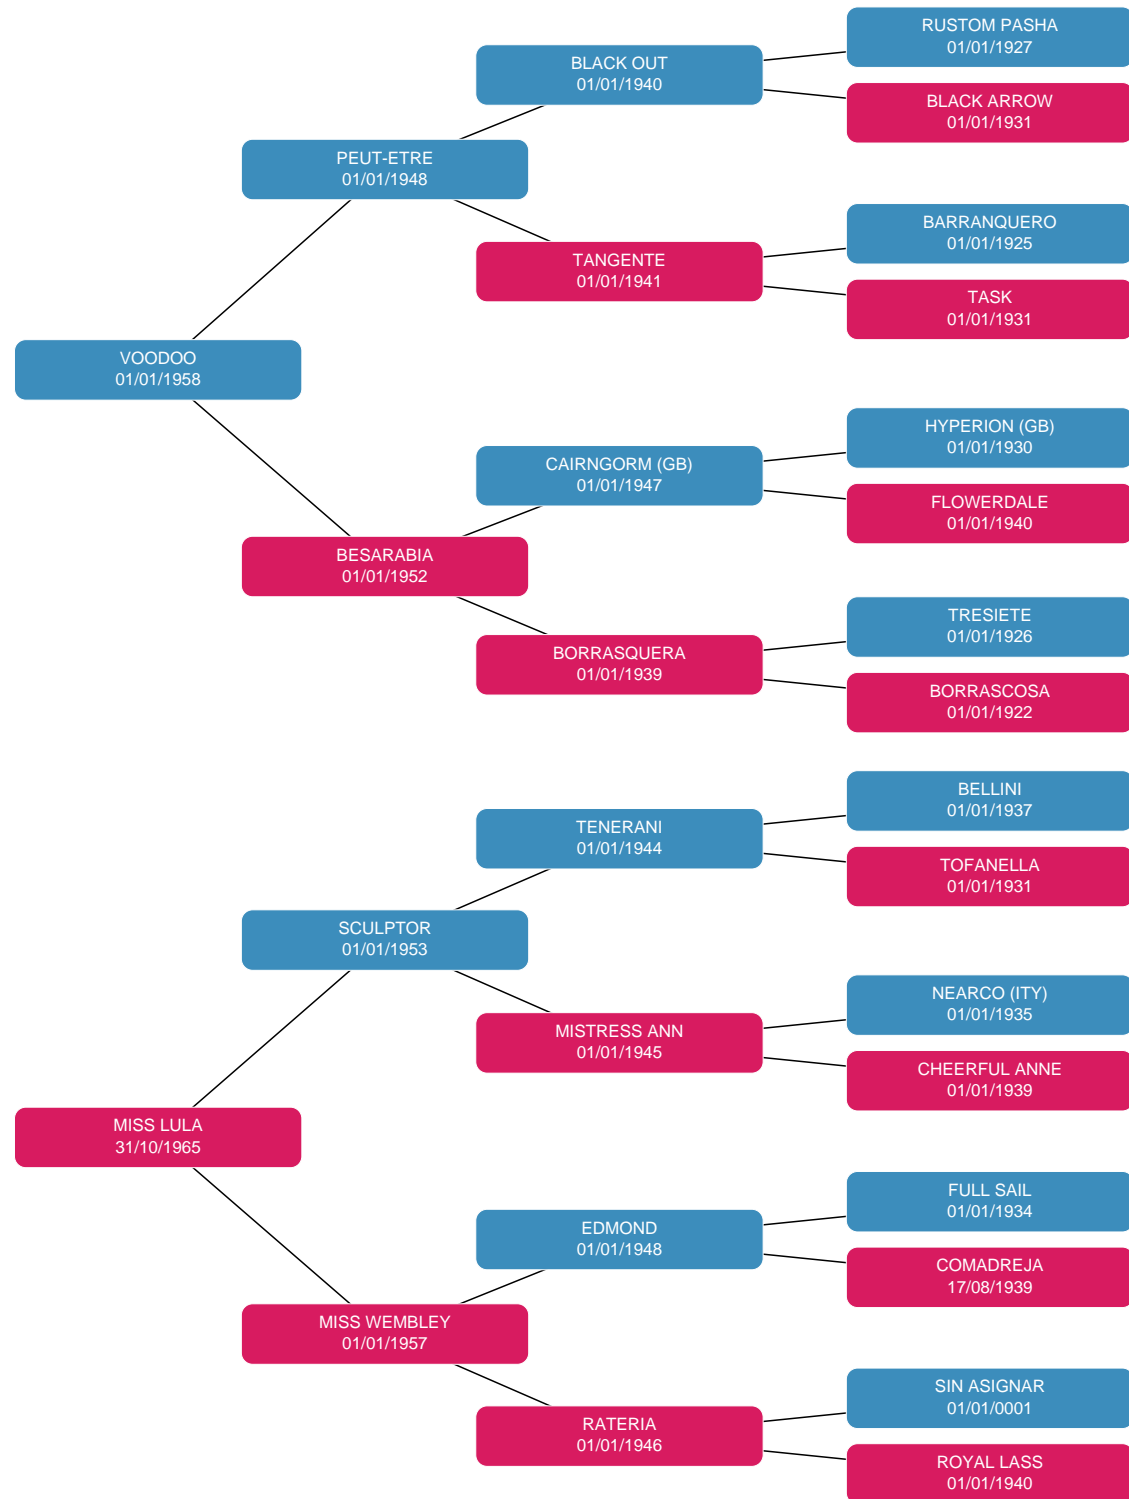 RUSTOM PASHA
01/01/1927
BLACK OUT
01/01/1940
BLACK ARROW
01/01/1931
PEUT-ETRE
01/01/1948
BARRANQUERO
01/01/1925
TANGENTE
01/01/1941
TASK
01/01/1931
VOODOO
01/01/1958
HYPERION (GB)
01/01/1930
CAIRNGORM (GB)
01/01/1947
FLOWERDALE
01/01/1940
BESARABIA
01/01/1952
TRESIETE
01/01/1926
BORRASQUERA
01/01/1939
BORRASCOSA
01/01/1922
BELLINI
01/01/1937
TENERANI
01/01/1944
TOFANELLA
01/01/1931
SCULPTOR
01/01/1953
NEARCO (ITY)
01/01/1935
MISTRESS ANN
01/01/1945
CHEERFUL ANNE
01/01/1939
MISS LULA
31/10/1965
FULL SAIL
01/01/1934
EDMOND
01/01/1948
COMADREJA
17/08/1939
MISS WEMBLEY
01/01/1957
SIN ASIGNAR
01/01/0001
RATERIA
01/01/1946
ROYAL LASS
01/01/1940